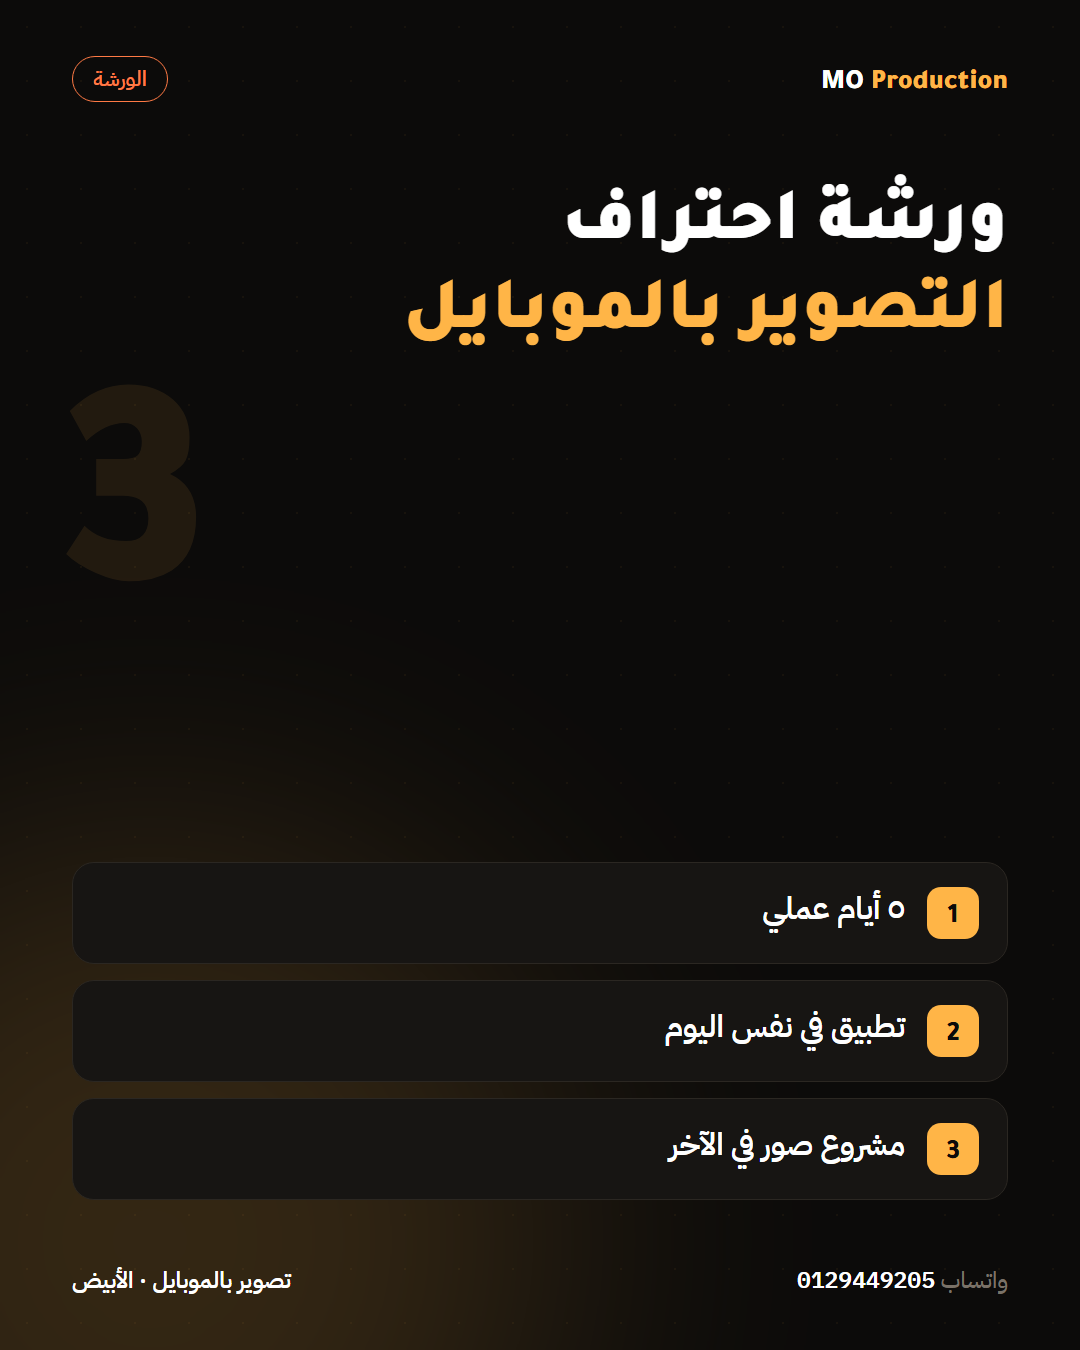 MO Production
الورشة
ورشة احتراف
التصوير بالموبايل
3
1 ٥ أيام عملي
2 تطبيق في نفس اليوم
3 مشروع صور في الآخر
واتساب 0129449205
تصوير بالموبايل · الأبيض